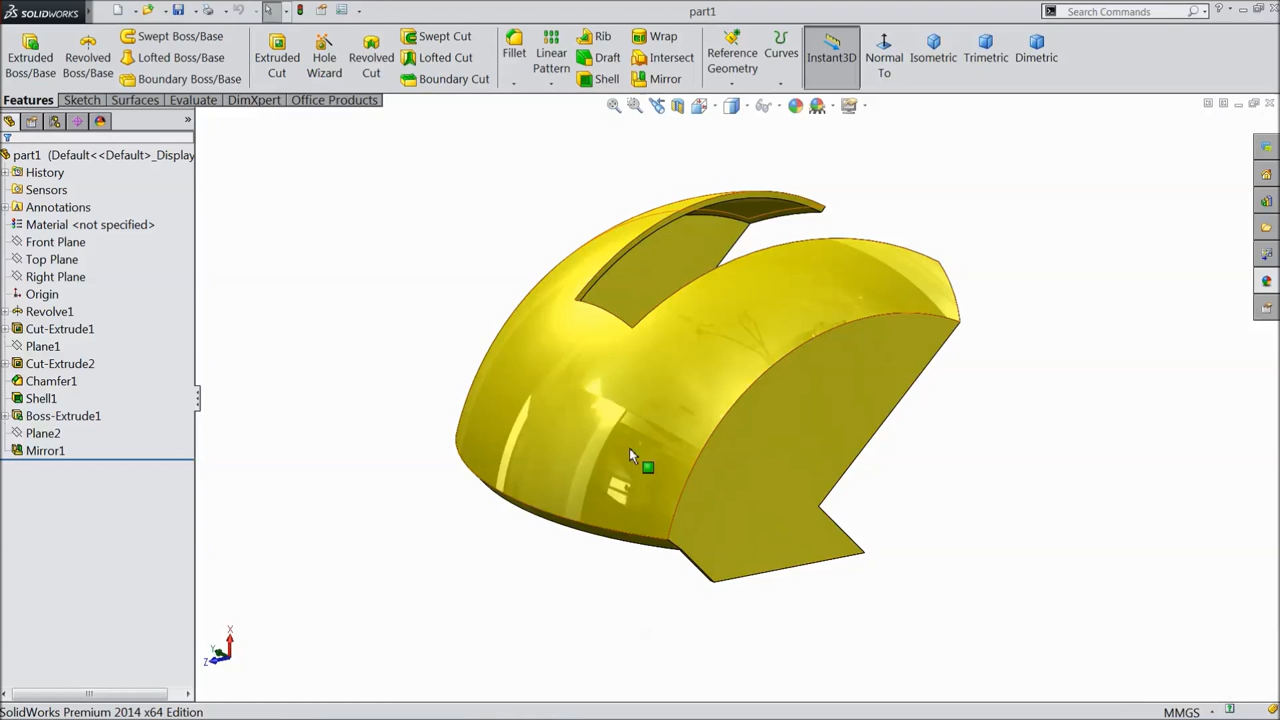 SOLIDWORKS
part1
Search Commands
Extruded Boss/Base
Revolved Boss/Base
Swept Boss/Base
Lofted Boss/Base
Boundary Boss/Base
Extruded Cut
Hole Wizard
Revolved Cut
Swept Cut
Lofted Cut
Boundary Cut
Fillet
Linear Pattern
Rib
Draft
Shell
Wrap
Intersect
Mirror
Reference Geometry
Curves
Instant3D
Normal To
Isometric
Trimetric
Dimetric
Features
Sketch
Surfaces
Evaluate
DimXpert
Office Products
part1 (Default<<Default>_Display
History
Sensors
Annotations
Material <not specified>
Front Plane
Top Plane
Right Plane
Origin
Revolve1
Cut-Extrude1
Plane1
Cut-Extrude2
Chamfer1
Shell1
Boss-Extrude1
Plane2
Mirror1
X
Y
Z
SolidWorks Premium 2014 x64 Edition
MMGS